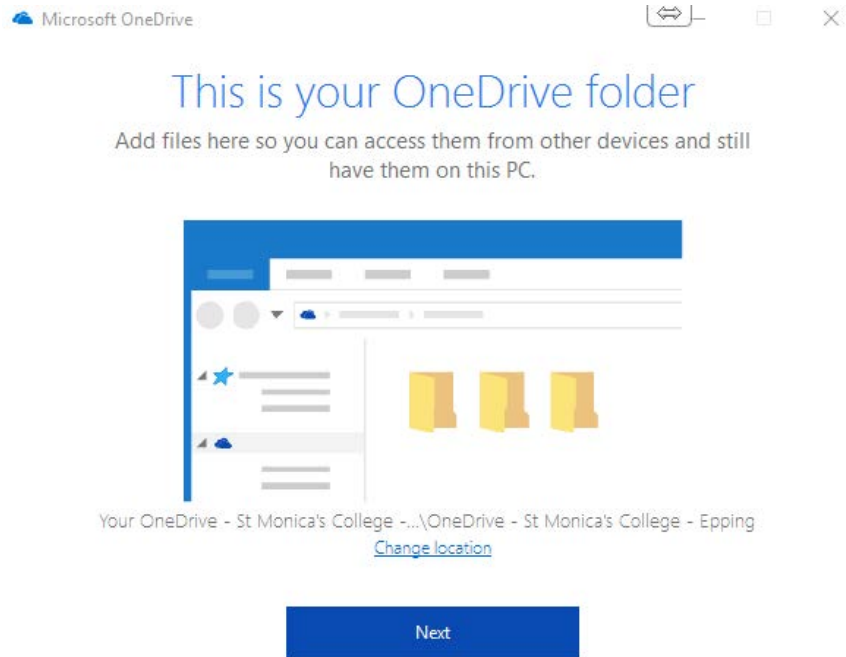 Microsoft OneDrive
This is your OneDrive folder
Add files here so you can access them from other devices and still
have them on this PC.
Your OneDrive - St Monica's College -...\OneDrive - St Monica's College - Epping
Change location
Next